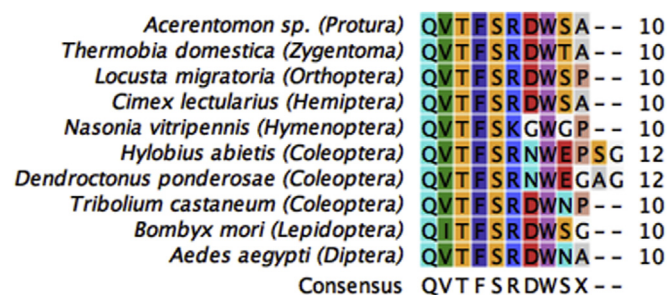 Acerentomon sp. (Protura) QVTFSRDWSA-- 10
Thermobia domestica (Zygentoma) QVTFSRDWTA-- 10
Locusta migratoria (Orthoptera) QVTFSRDWSP-- 10
Cimex lectularius (Hemiptera) QVTFSRDWSA-- 10
Nasonia vitripennis (Hymenoptera) QVTFSKGWGP-- 10
Hylobius abietis (Coleoptera) QVTFSRNWEPSG 12
Dendroctonus ponderosae (Coleoptera) QVTFSRNWEGAG 12
Tribolium castaneum (Coleoptera) QVTFSRDWNP-- 10
Bombyx mori (Lepidoptera) QITFSRDWSG-- 10
Aedes aegypti (Diptera) QVTFSRDWNA-- 10
Consensus QVTFSRDWSX--